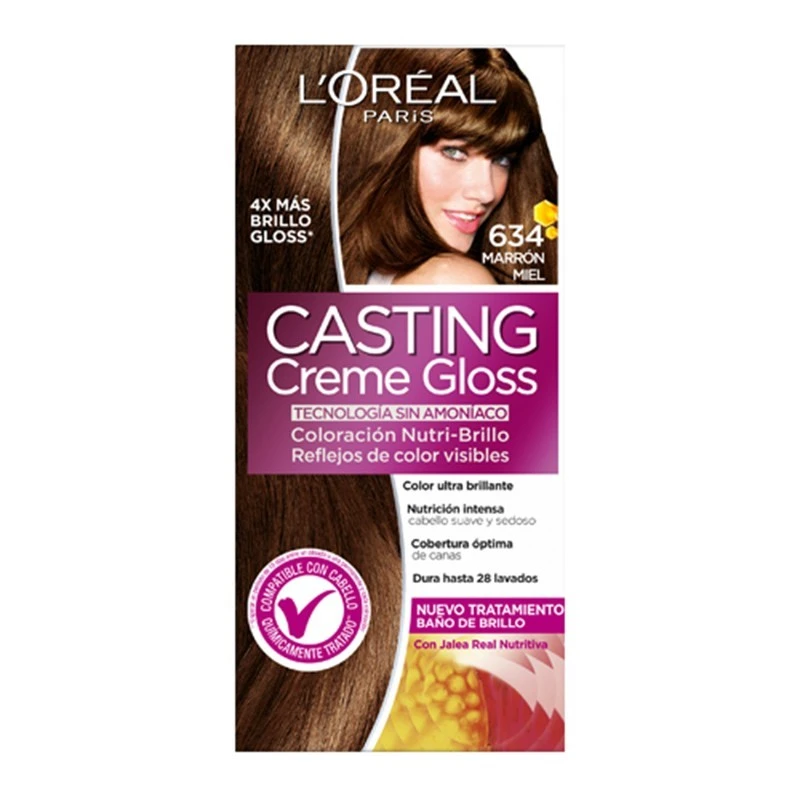 L'ORÉAL
PARiS
4X MÁS
BRILLO
GLOSS*
634
MARRÓN
MIEL
CASTING
Creme Gloss
TECNOLOGÍA SIN AMONÍACO
Coloración Nutri-Brillo
Reflejos de color visibles
Color ultra brillante
Nutrición intensa
cabello suave y sedoso
Cobertura óptima
de canas
Dura hasta 28 lavados
COMPATIBLE CON CABELLO
QUÍMICAMENTE TRATADO
NUEVO TRATAMIENTO
BAÑO DE BRILLO
Con Jalea Real Nutritiva